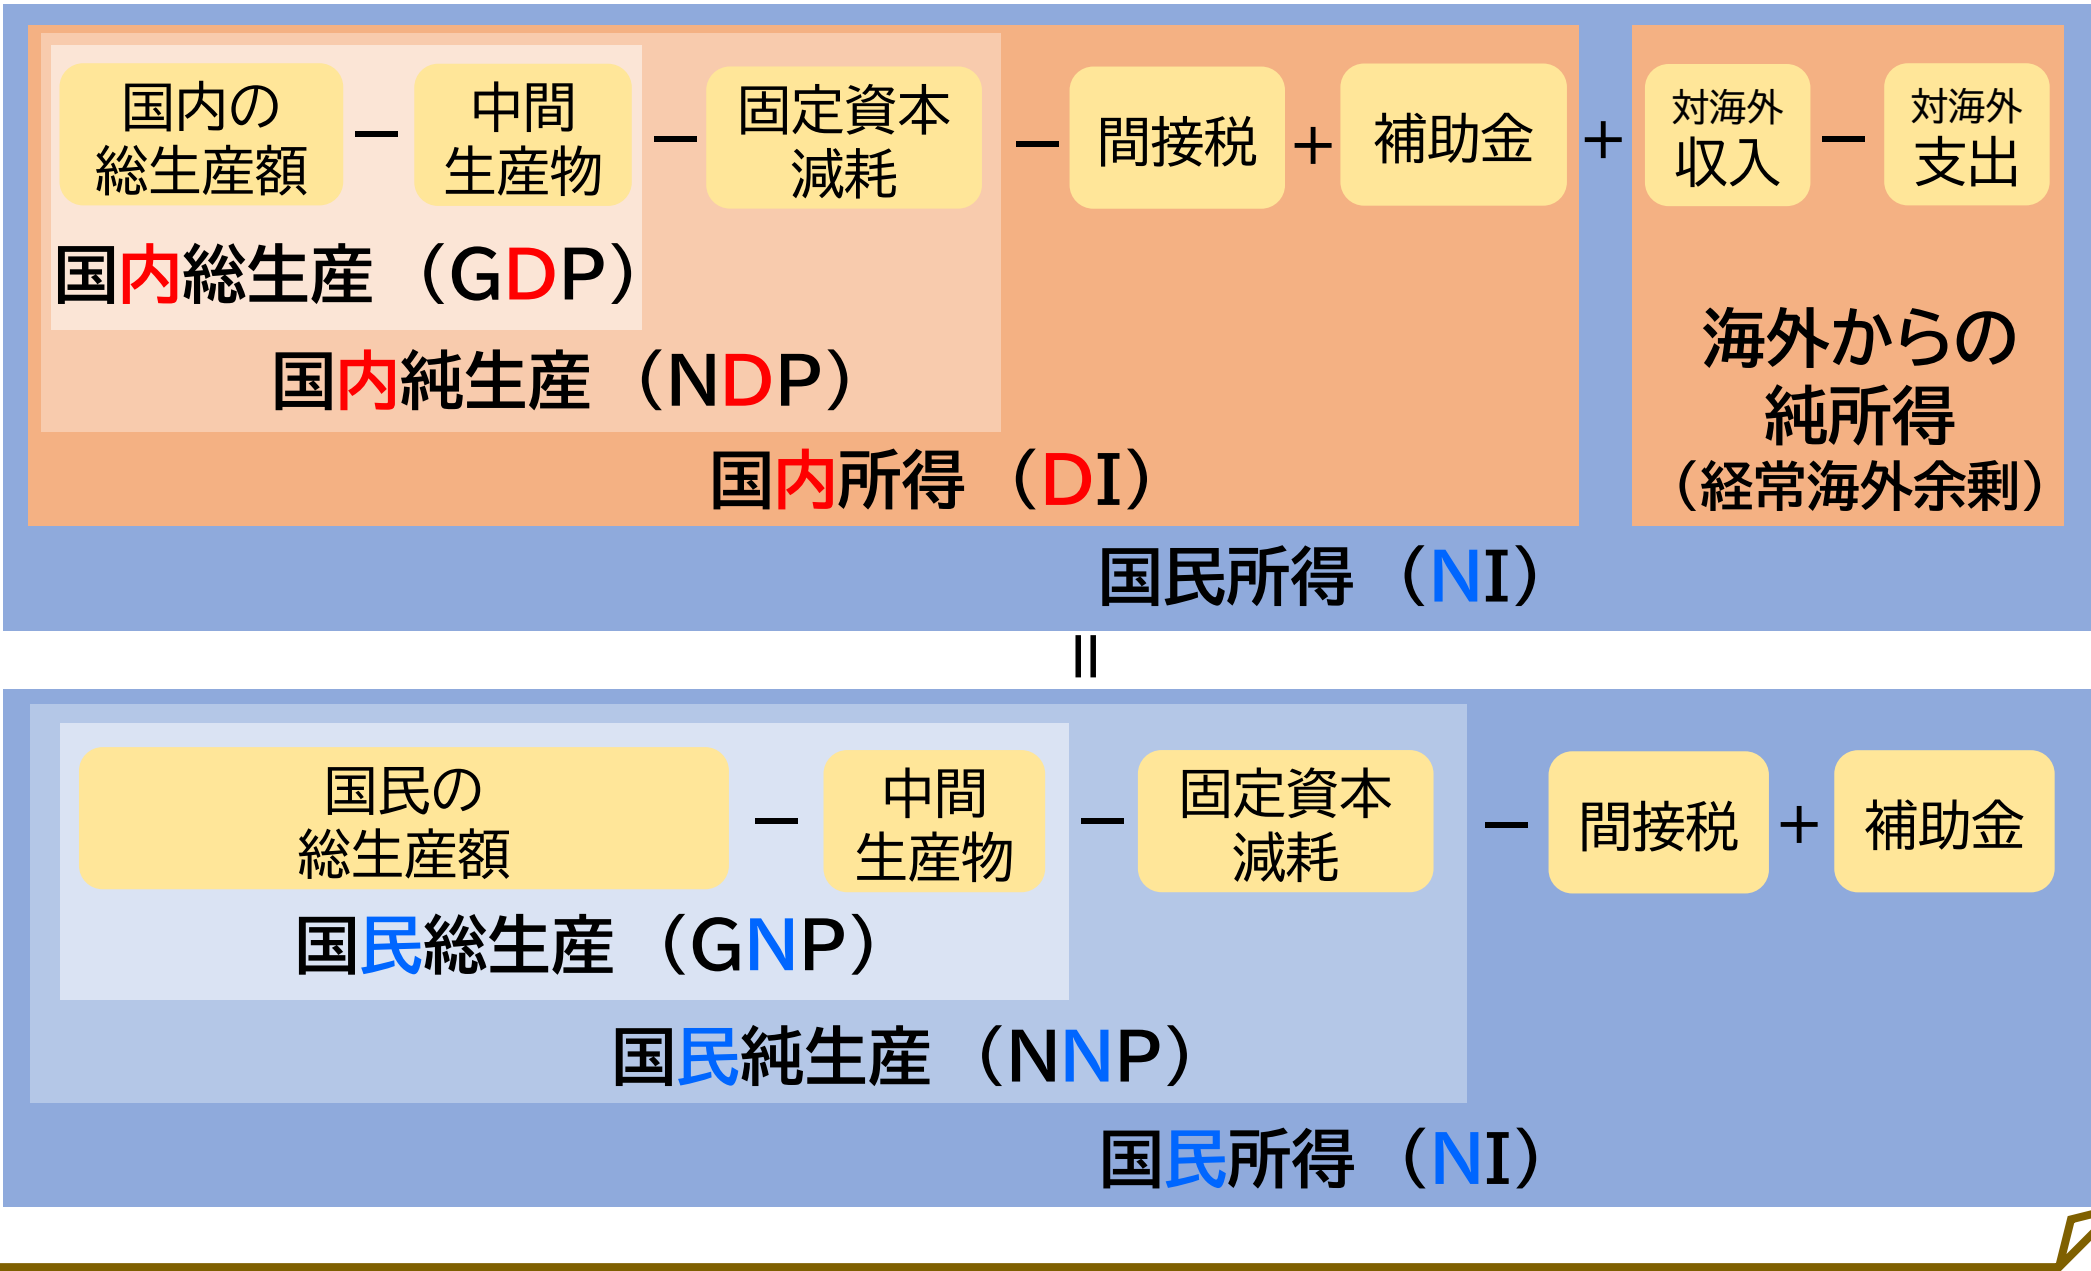 国内の
総生産額
－
中間
生産物
－
固定資本
減耗
－
間接税
＋
補助金
＋
対海外
収入
－
対海外
支出
国内総生産（GDP）
国内純生産（NDP）
国内所得（DI）
海外からの
純所得
（経常海外余剰）
国民所得（NI）
＝
国民の
総生産額
－
中間
生産物
－
固定資本
減耗
－
間接税
＋
補助金
国民総生産（GNP）
国民純生産（NNP）
国民所得（NI）